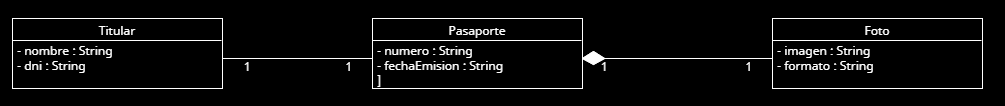 Titular
- nombre : String
- dni : String
1
1
Pasaporte
- numero : String
- fechaEmision : String
]
1
1
Foto
- imagen : String
- formato : String